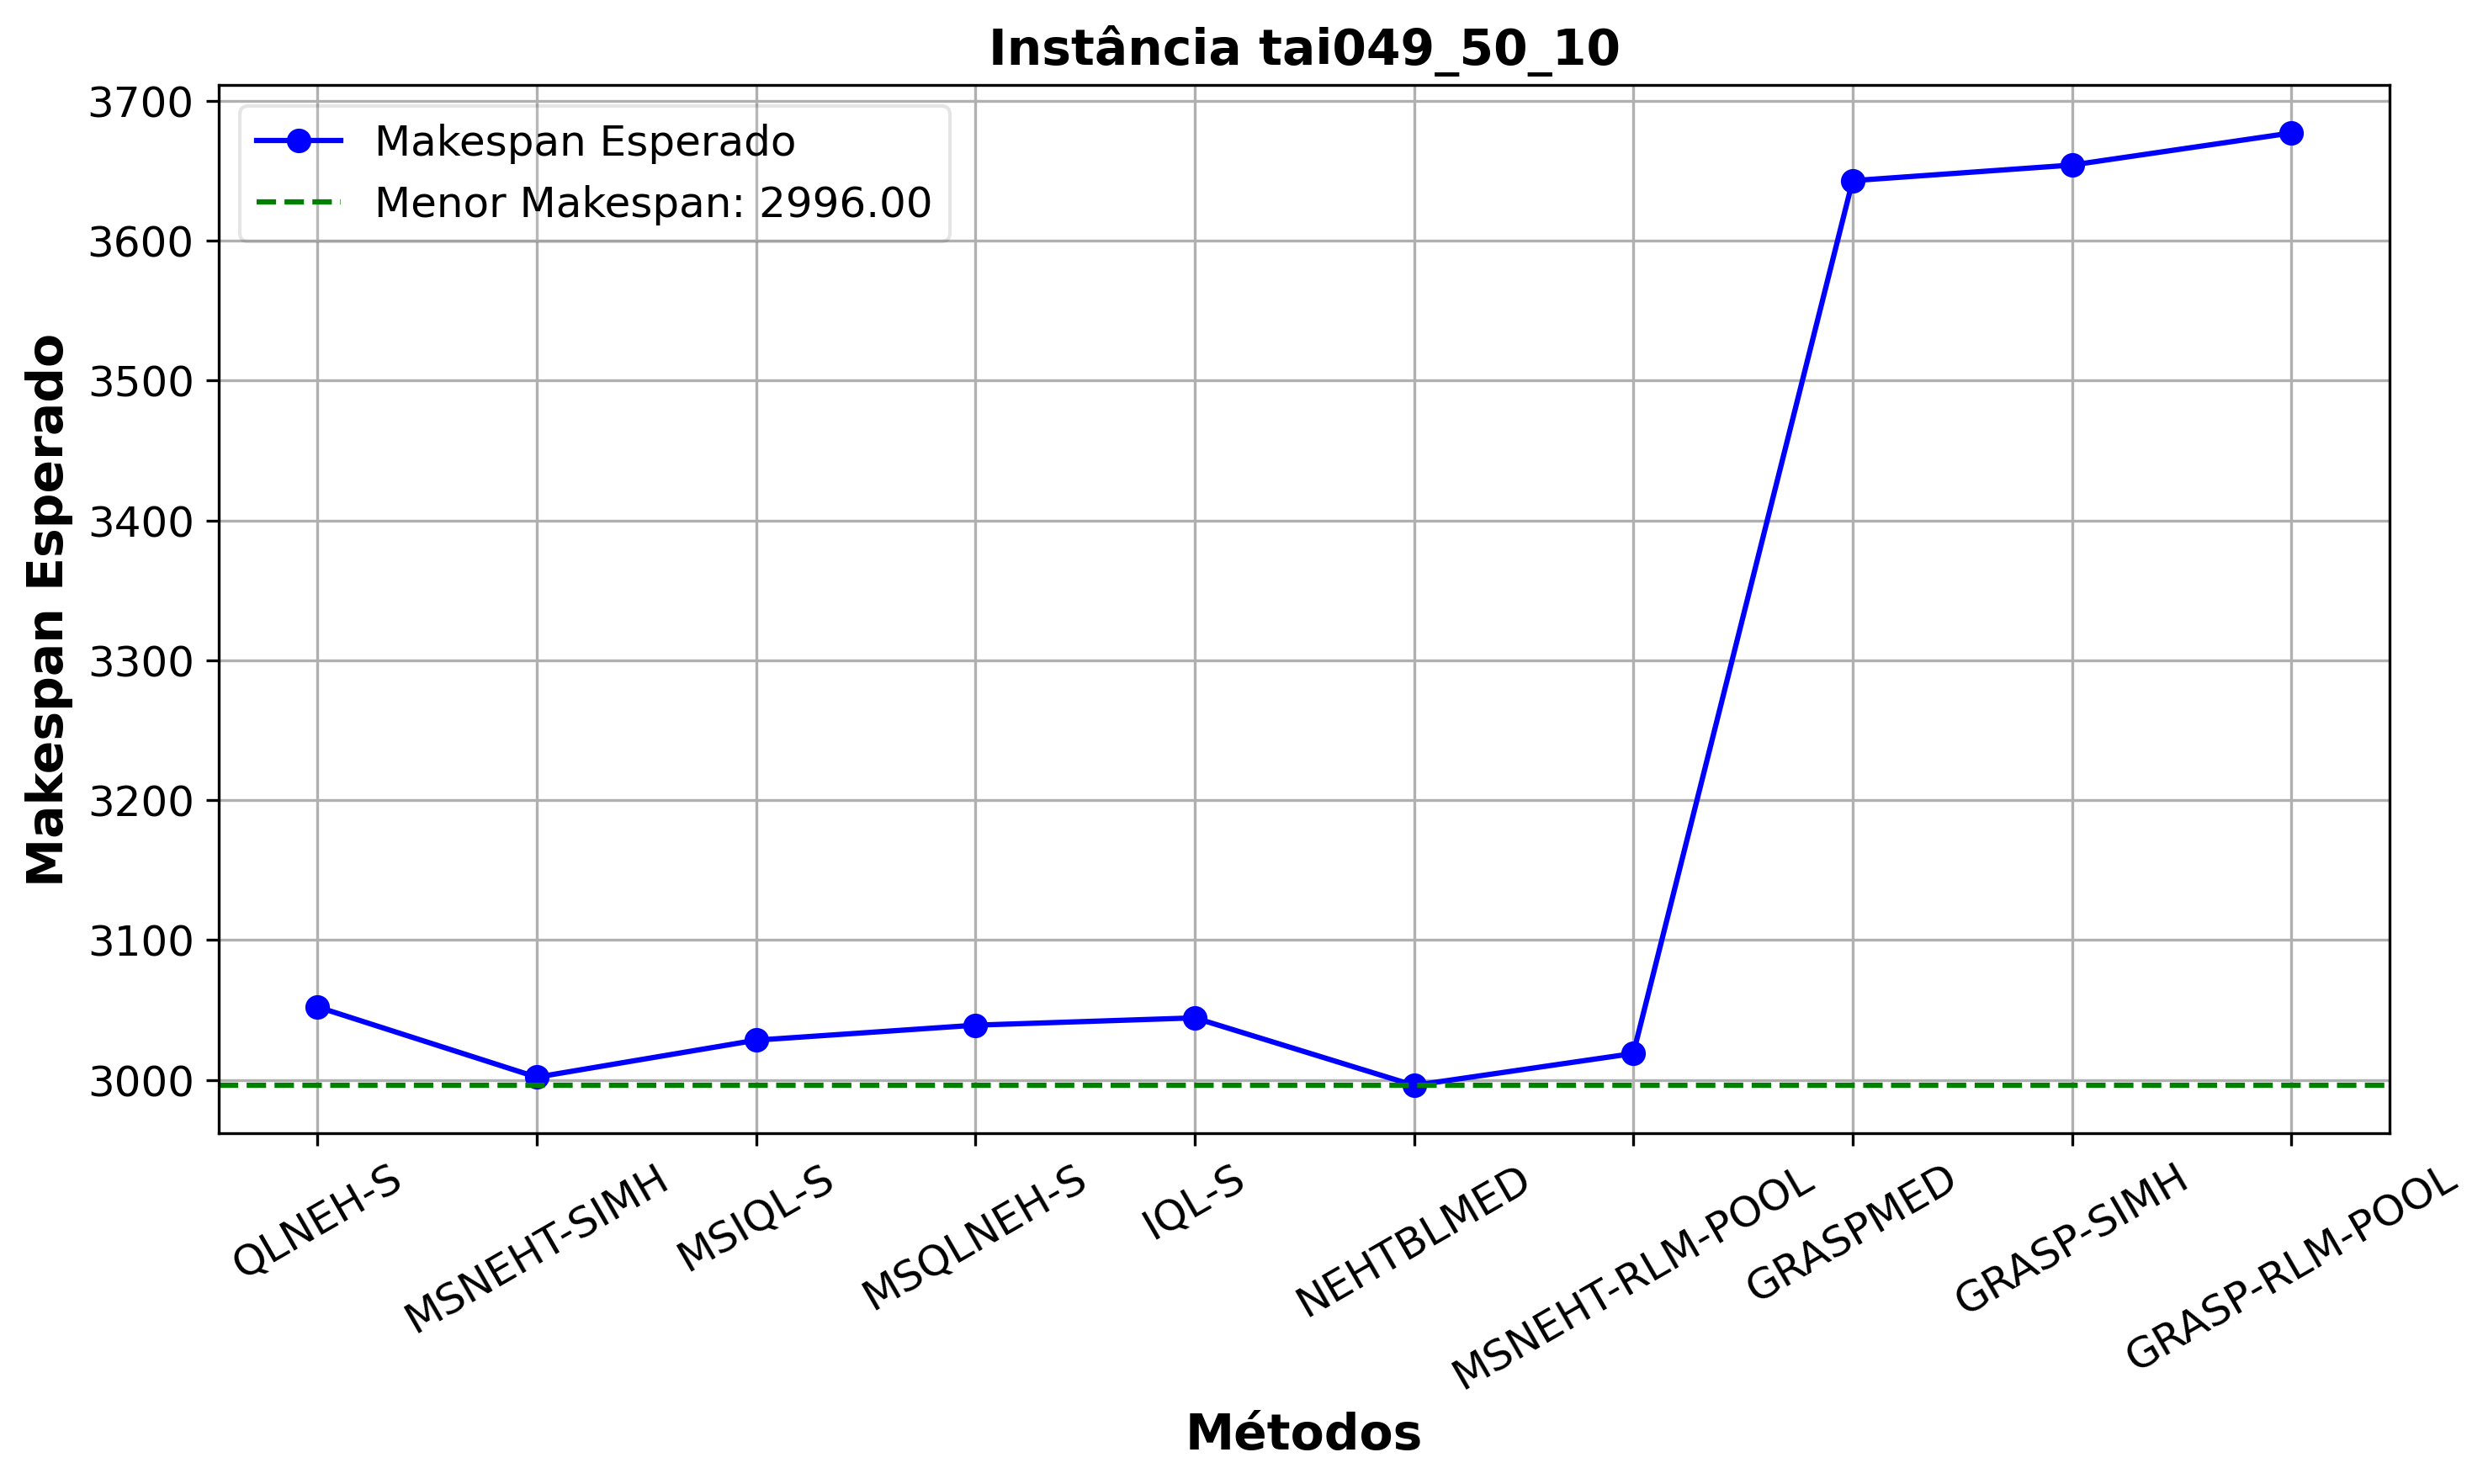 Instância tai049_50_10
Makespan Esperado
Menor Makespan: 2996.00
Makespan Esperado
3700
3600
3500
3400
3300
3200
3100
3000
QLNEH-S
MSNEHT-SIMH
MSIQL-S
MSQLNEH-S
IQL-S
NEHTBLMED
MSNEHT-RLM-POOL
GRASPMED
GRASP-SIMH
GRASP-RLM-POOL
Métodos